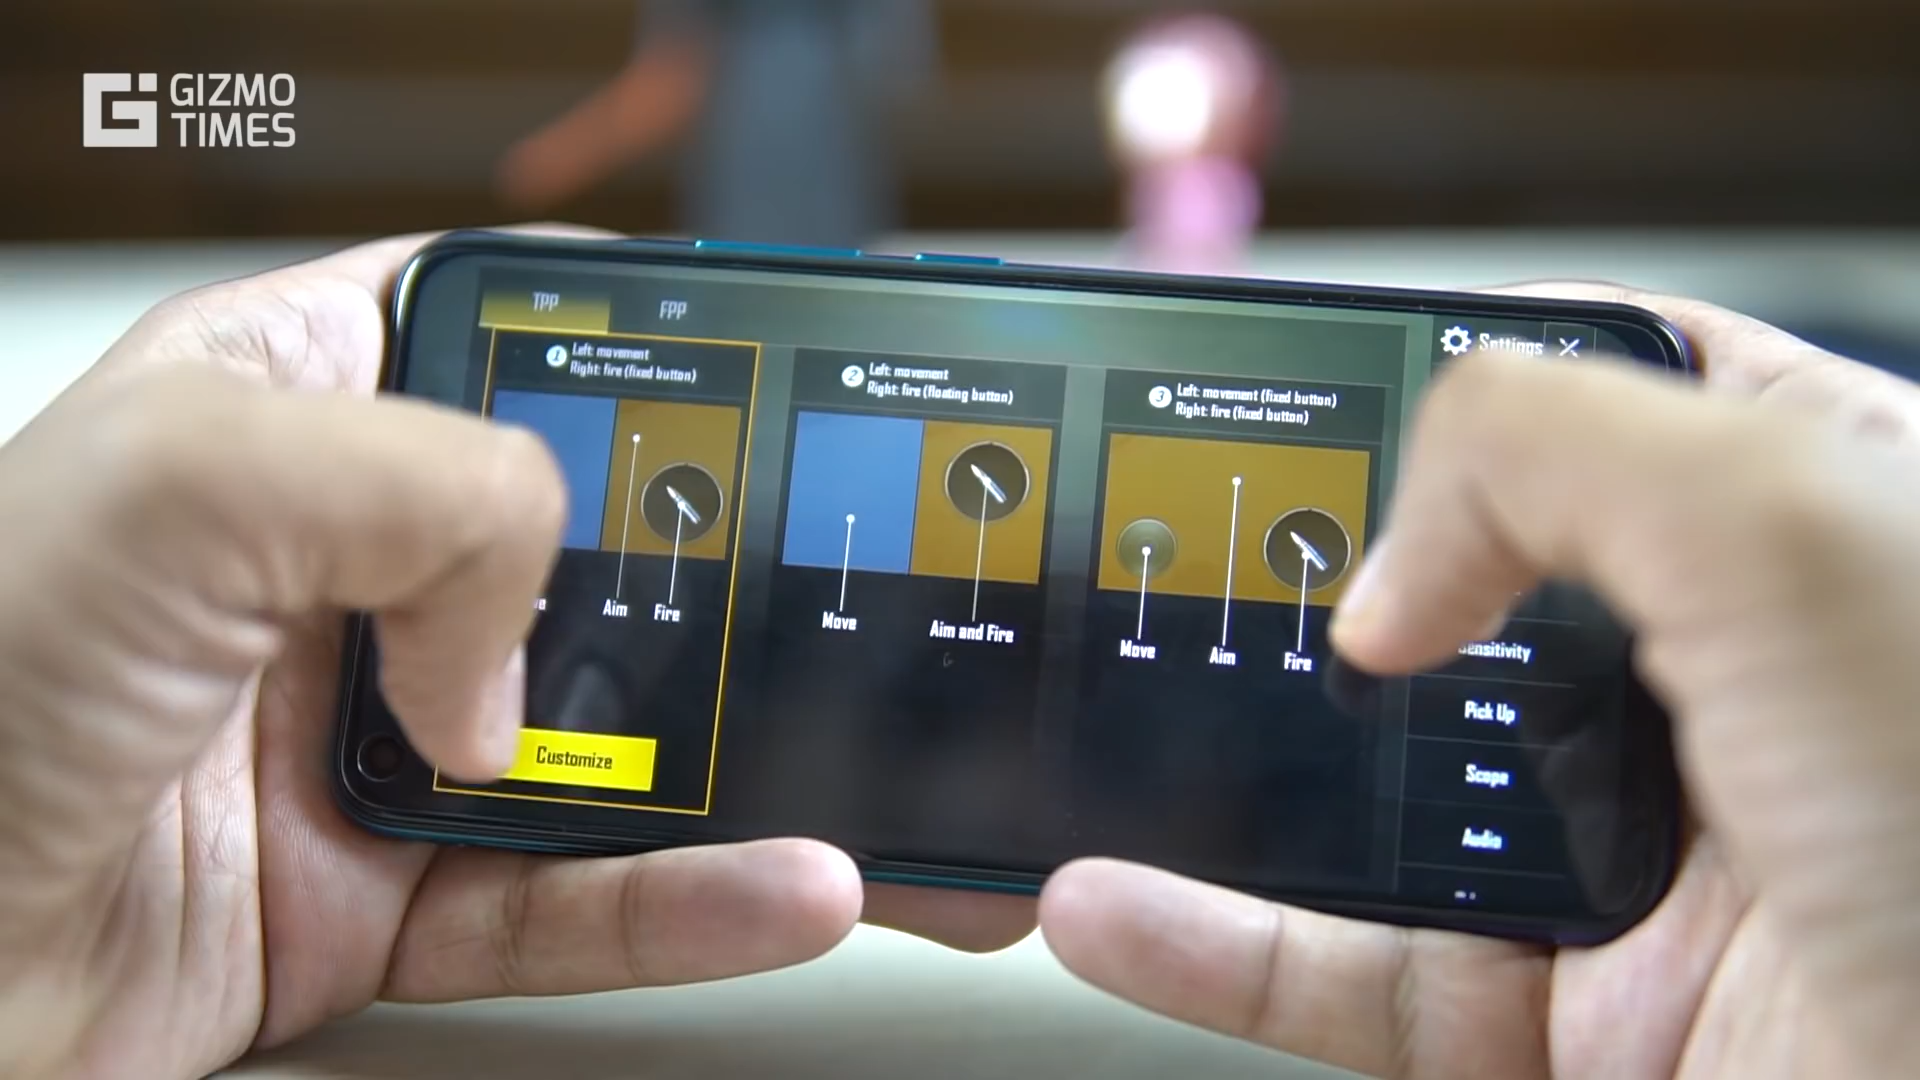 GIZMO
TIMES
TPP
FPP
Settings
1
Left: movement
Right: fire (fixed button)
Aim
Fire
Customize
2
Left: movement
Right: fire (floating button)
Move
Aim and Fire
3
Left: movement (fixed button)
Right: fire (fixed button)
Move
Aim
Fire
Pick Up
Scope
Audio